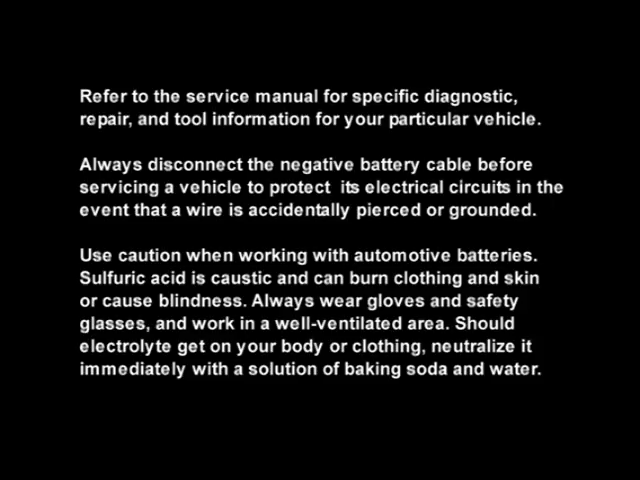 Refer to the service manual for specific diagnostic,
repair, and tool information for your particular vehicle.
Always disconnect the negative battery cable before
servicing a vehicle to protect  its electrical circuits in the
event that a wire is accidentally pierced or grounded.
Use caution when working with automotive batteries.
Sulfuric acid is caustic and can burn clothing and skin
or cause blindness. Always wear gloves and safety
glasses, and work in a well-ventilated area. Should
electrolyte get on your body or clothing, neutralize it
immediately with a solution of baking soda and water.